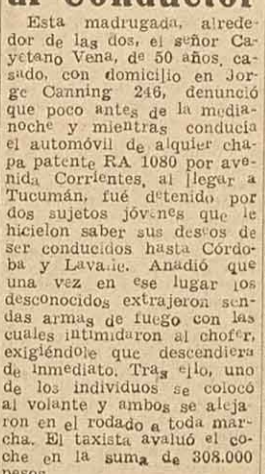 al Conductor
Esta madrugada, alrede-
dor de las dos, el señor Ca-
yetano Vena, de 50 años, ca-
sado, con domicilio en Jor-
ge Canning 246, denunció
que poco antes de la media-
noche y mientras conducía
el automóvil de alquier cha-
pa patente RA 1080 por ave-
nida Corrientes, al llegar a
Tucumán, fué detenido por
dos sujetos jóvenes que le
hicielon saber sus deseos de
ser conducidos hasta Córdo-
ba y Lavalle. Anadió que
una vez en ese lugar los
desconocidos extrajeron sen-
das armas de fuego con las
cuales intimidaron al chofer,
exigléndole que descendiera
de inmediato. Tras ello, uno
de los individuos se colocó
al volante y ambos se aleja-
ron en el rodado a toda mar-
cha. El taxista avaluó el co-
che en la suma de 308.000
pesos.